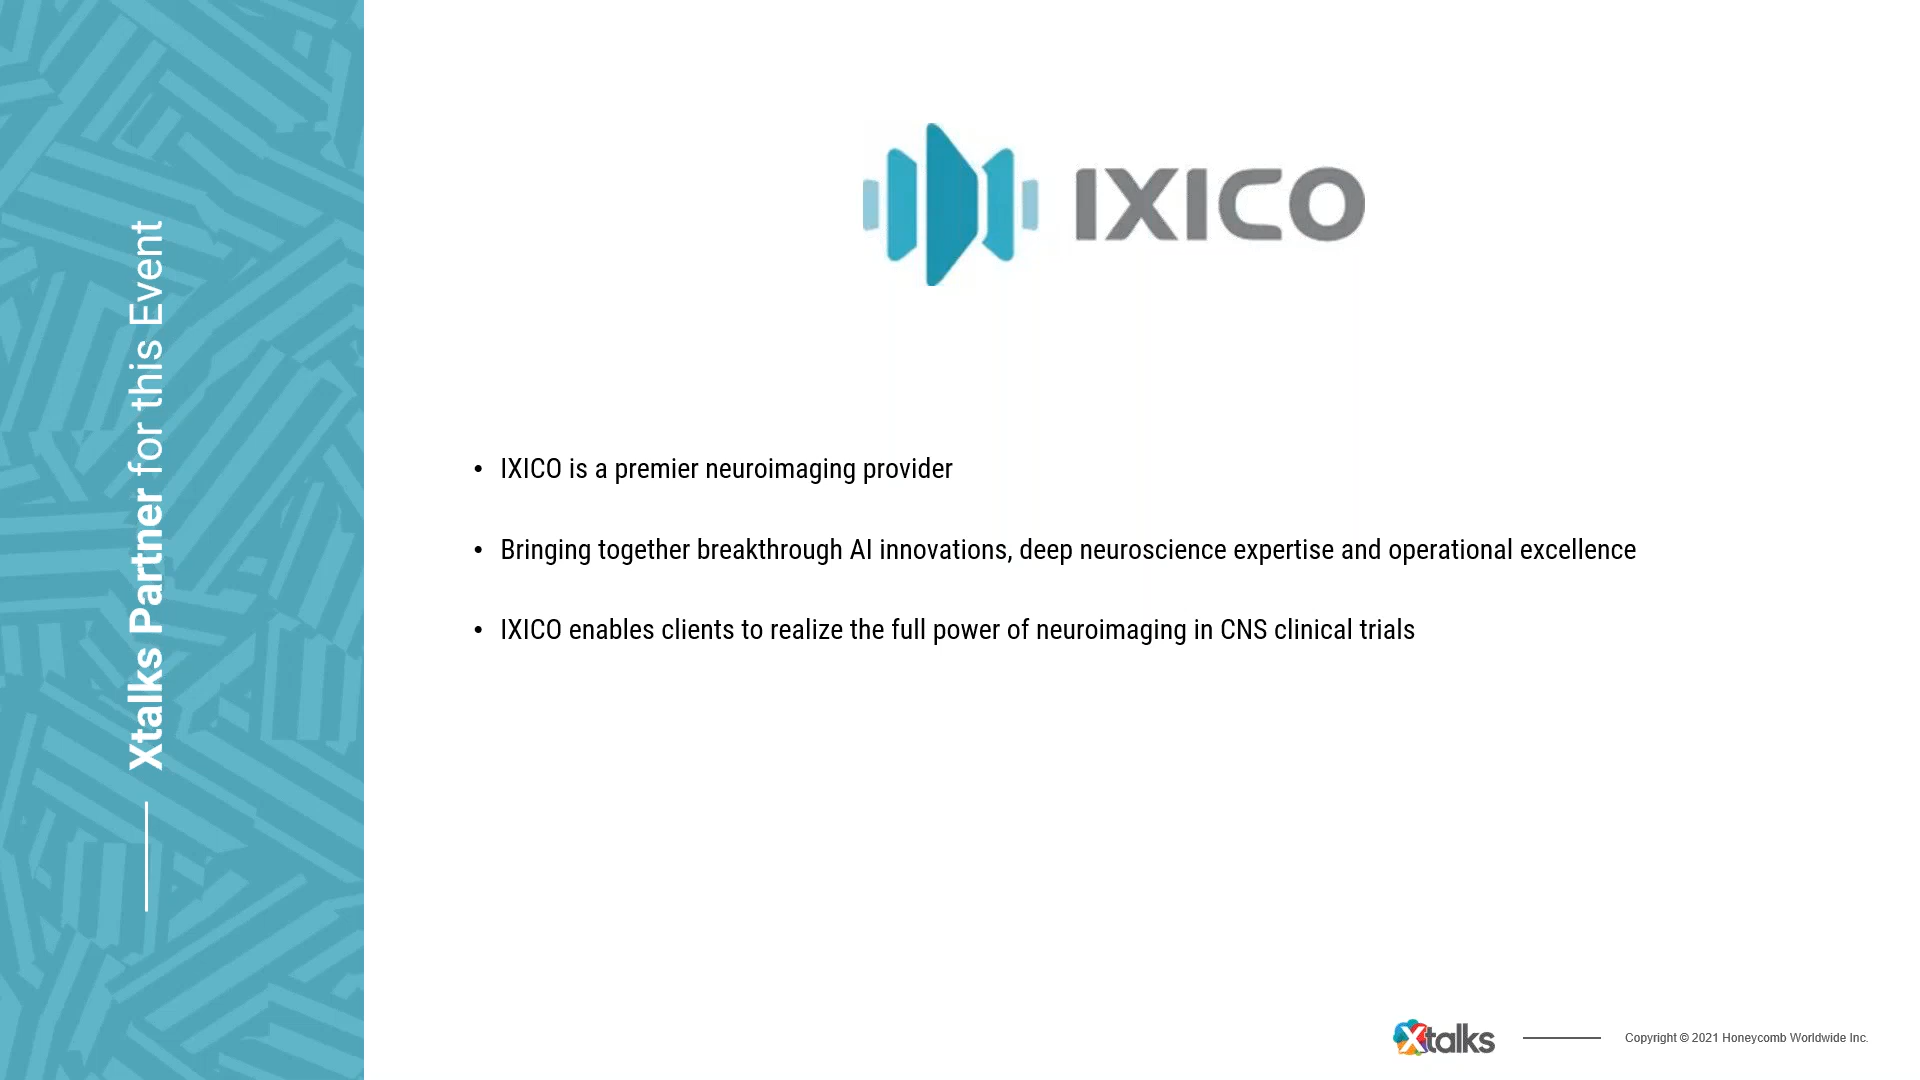 Xtalks Partner for this Event
IXICO
• IXICO is a premier neuroimaging provider
• Bringing together breakthrough AI innovations, deep neuroscience expertise and operational excellence
• IXICO enables clients to realize the full power of neuroimaging in CNS clinical trials
Xtalks
Copyright © 2021 Honeycomb Worldwide Inc.